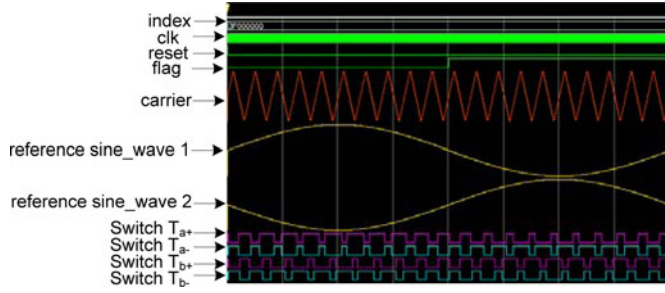 index
3F000000
clk
reset
flag
carrier
reference sine_wave 1
reference sine_wave 2
Switch Ta+
Switch Ta-
Switch Tb+
Switch Tb-